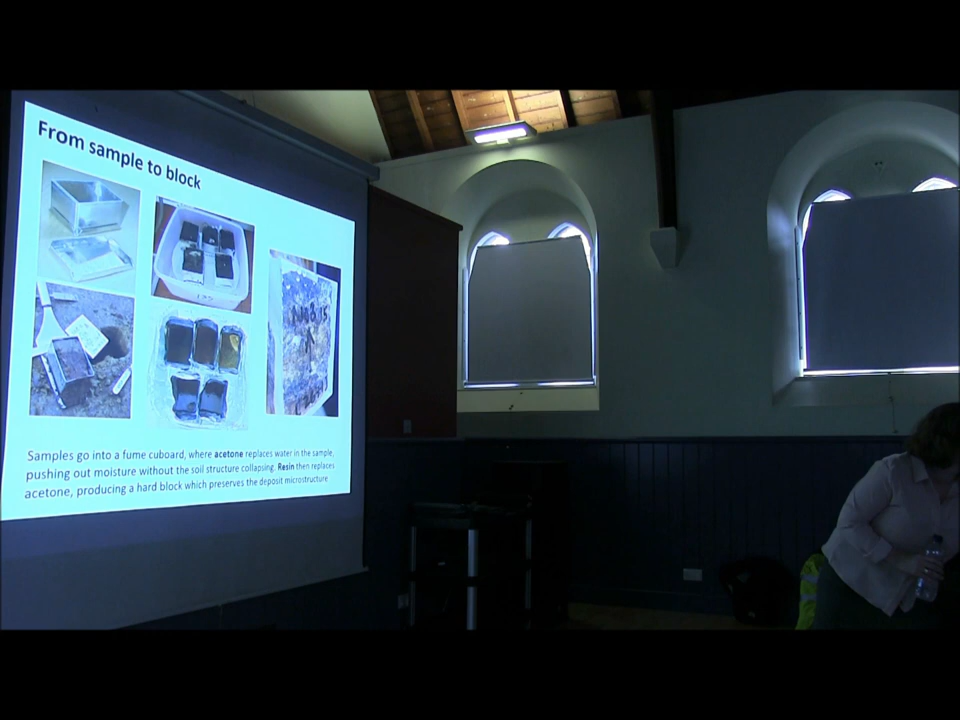 From sample to block
Samples go into a fume cuboard, where acetone replaces water in the sample,
pushing out moisture without the soil structure collapsing. Resin then replaces
acetone, producing a hard block which preserves the deposit microstructure